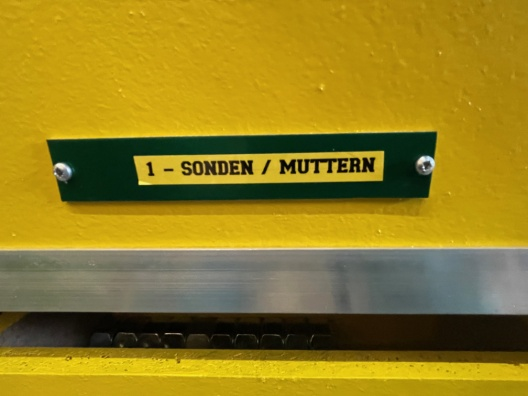 1 - SONDEN / MUTTERN